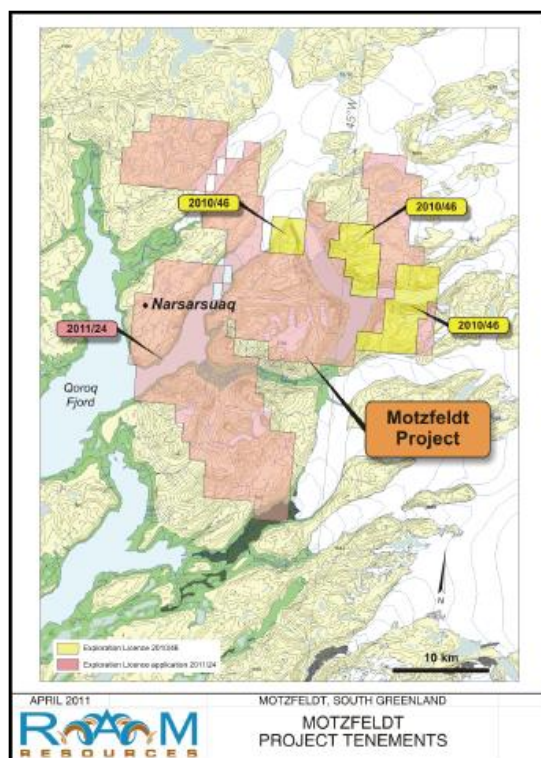 45°W
2010/46
2010/46
Narsarsuaq
2011/24
2010/46
Qoroq
Fjord
Motzfeldt
Project
N
Exploration License 2010/46
Exploration License application 2011/24
10 km
APRIL 2011
MOTZFELDT, SOUTH GREENLAND
RAM
RESOURCES
MOTZFELDT
PROJECT TENEMENTS